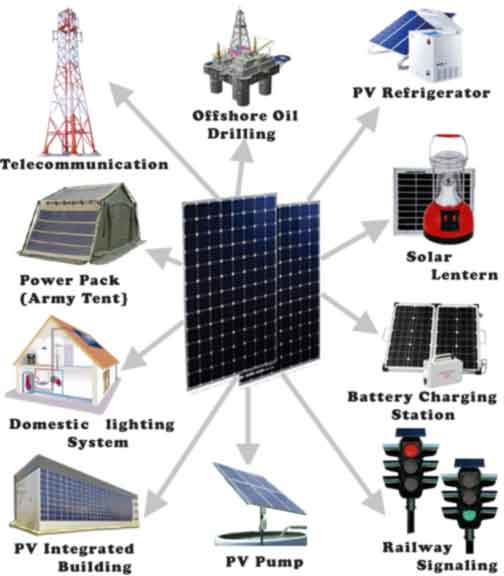 Telecommunication
Offshore Oil
Drilling
PV Refrigerator
Power Pack
(Army Tent)
Solar
Lentern
Domestic lighting
System
Battery Charging
Station
PV Integrated
Building
PV Pump
Railway
Signaling